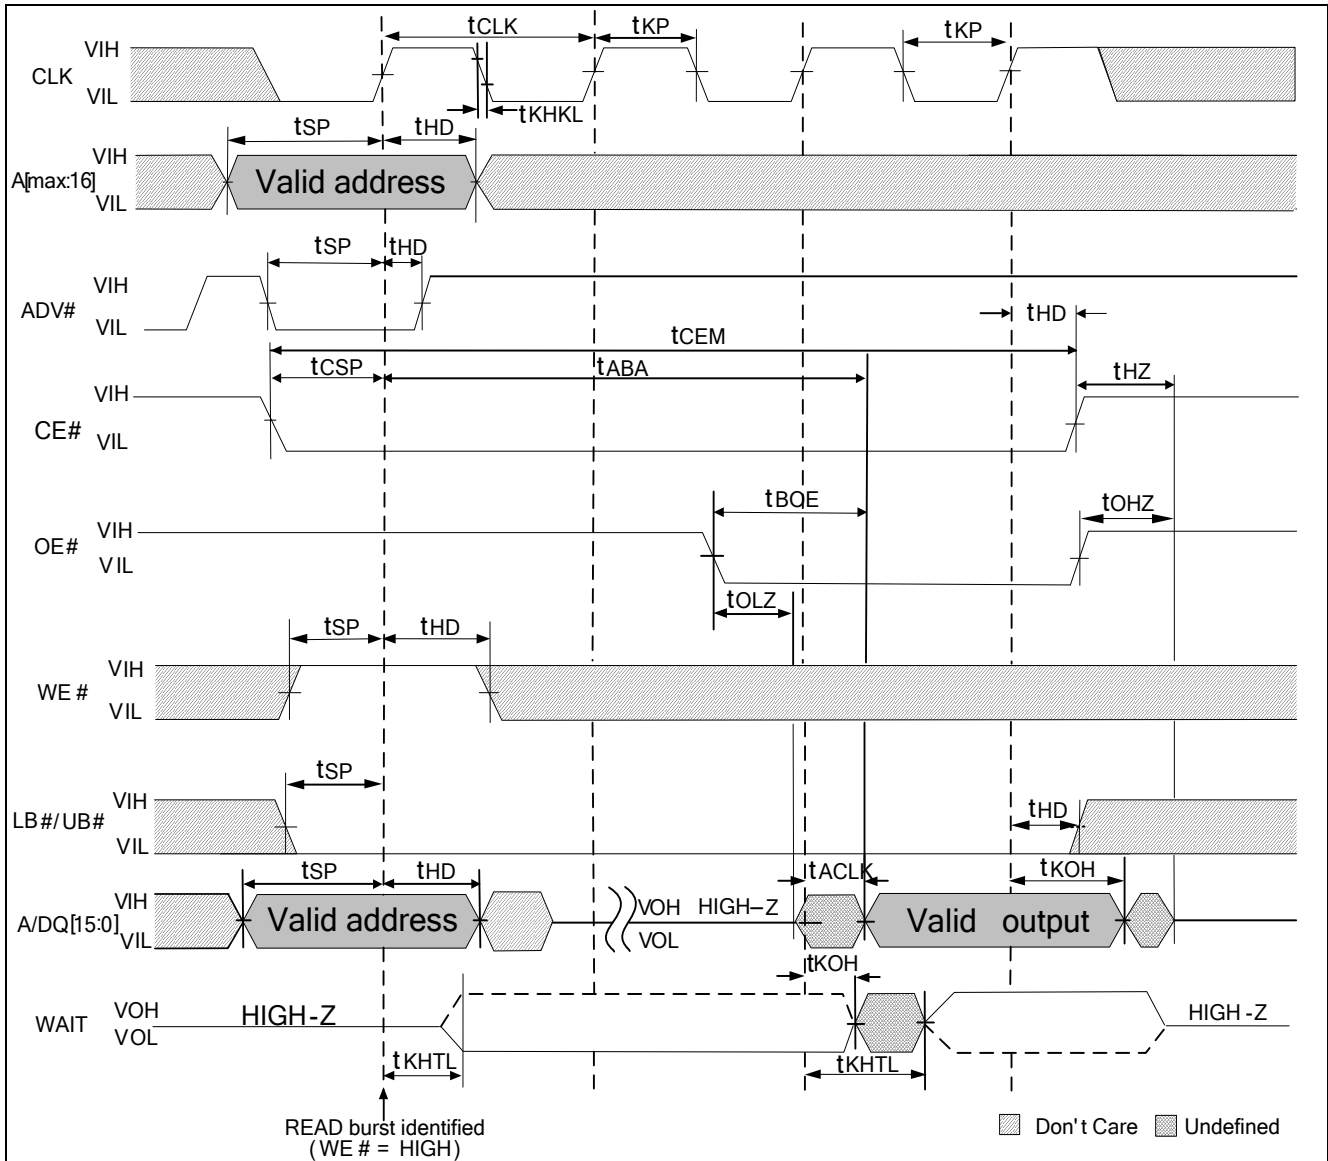 tCLK tKP tKP
VIH
CLK
VIL
tKHKL
tSP tHD
VIH
A[max:16] Valid address
VIL
tSP tHD
VIH
ADV#
VIL
tHD
tCEM
tCSP tABA tHZ
VIH
CE#
VIL
tBOE tOHZ
VIH
OE#
VIL
tOLZ
tSP tHD
VIH
WE #
VIL
tSP
VIH
LB#/UB# tHD
VIL
tSP tHD tACLK tKOH
VIH VOH HIGH-Z
A/DQ[15:0] Valid address Valid output
VIL VOL
tKOH
VOH HIGH-Z HIGH-Z
WAIT
VOL
tKHTL tKHTL
READ burst identified
(WE # = HIGH)
Don't Care Undefined